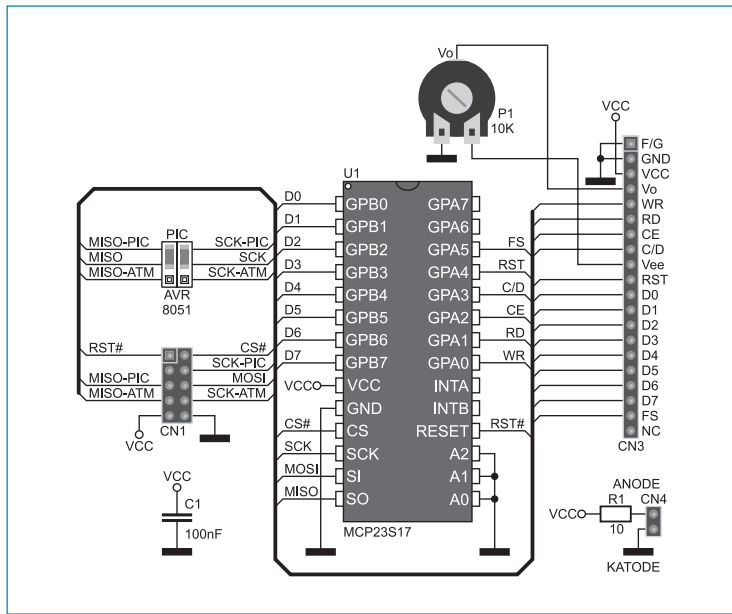 Vo
P1
10K
VCC
F/G
GND
VCC
Vo
WR
RD
CE
C/D
Vee
RST
D0
D1
D2
D3
D4
D5
D6
D7
FS
NC
CN3
U1
D0 GPB0 GPA7
D1 GPB1 GPA6
D2 GPB2 GPA5 FS
D3 GPB3 GPA4 RST
D4 GPB4 GPA3 C/D
D5 GPB5 GPA2 CE
D6 GPB6 GPA1 RD
D7 GPB7 GPA0 WR
VCC VCC INTA
GND INTB
CS# CS RESET RST#
SCK SCK A2
MOSI SI A1
MISO SO A0
MCP23S17
PIC
MISO-PIC SCK-PIC
MISO SCK
MISO-ATM SCK-ATM
AVR
8051
RST# CS#
SCK-PIC
MISO-PIC MOSI
MISO-ATM SCK-ATM
CN1
VCC
VCC
C1
100nF
ANODE
R1 CN4
VCC
10
KATODE